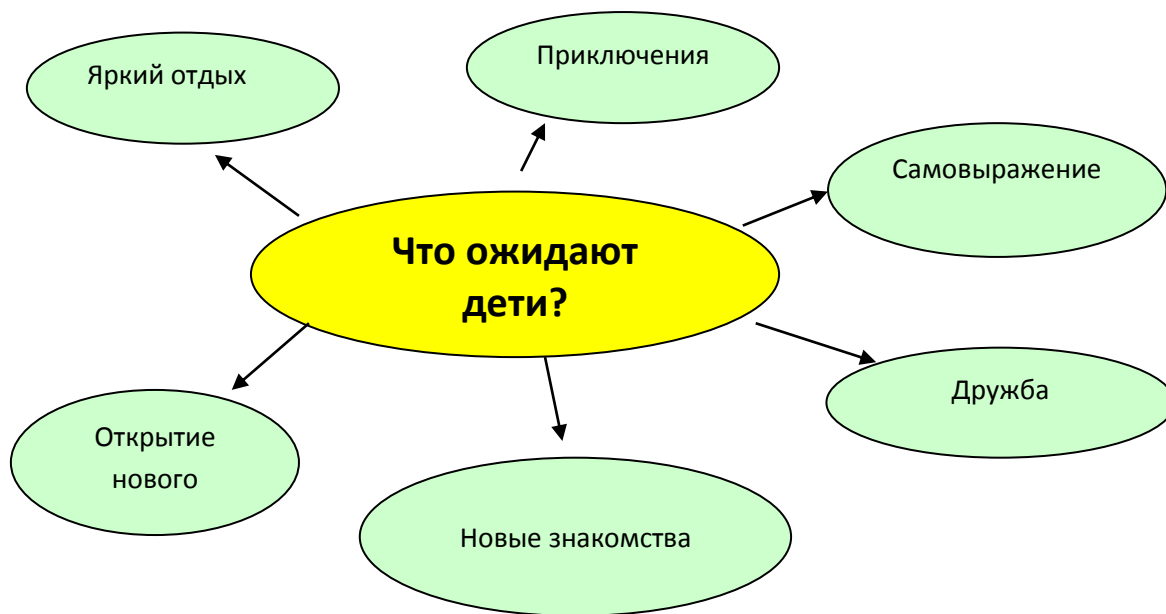 Яркий отдых
Приключения
Самовыражение
Что ожидают
дети?
Дружба
Открытие
нового
Новые знакомства